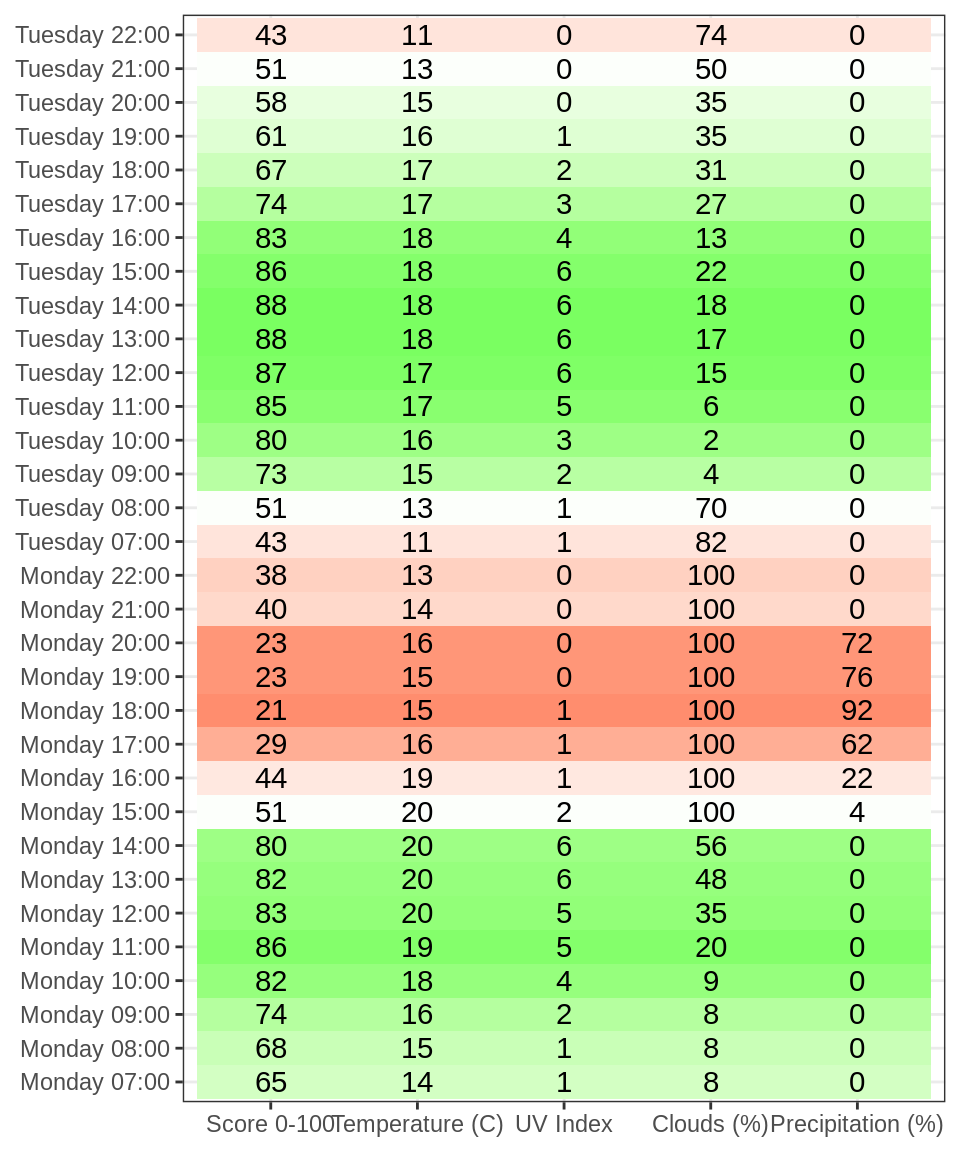 Tuesday 22:00 43 11 0 74 0
Tuesday 21:00 51 13 0 50 0
Tuesday 20:00 58 15 0 35 0
Tuesday 19:00 61 16 1 35 0
Tuesday 18:00 67 17 2 31 0
Tuesday 17:00 74 17 3 27 0
Tuesday 16:00 83 18 4 13 0
Tuesday 15:00 86 18 6 22 0
Tuesday 14:00 88 18 6 18 0
Tuesday 13:00 88 18 6 17 0
Tuesday 12:00 87 17 6 15 0
Tuesday 11:00 85 17 5 6 0
Tuesday 10:00 80 16 3 2 0
Tuesday 09:00 73 15 2 4 0
Tuesday 08:00 51 13 1 70 0
Tuesday 07:00 43 11 1 82 0
Monday 22:00 38 13 0 100 0
Monday 21:00 40 14 0 100 0
Monday 20:00 23 16 0 100 72
Monday 19:00 23 15 0 100 76
Monday 18:00 21 15 1 100 92
Monday 17:00 29 16 1 100 62
Monday 16:00 44 19 1 100 22
Monday 15:00 51 20 2 100 4
Monday 14:00 80 20 6 56 0
Monday 13:00 82 20 6 48 0
Monday 12:00 83 20 5 35 0
Monday 11:00 86 19 5 20 0
Monday 10:00 82 18 4 9 0
Monday 09:00 74 16 2 8 0
Monday 08:00 68 15 1 8 0
Monday 07:00 65 14 1 8 0
Score 0-100 Temperature (C) UV Index Clouds (%) Precipitation (%)